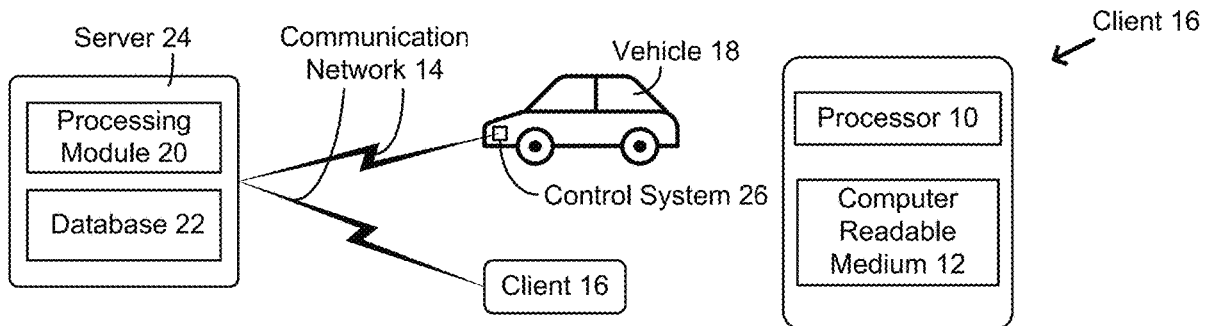 Server 24
Communication
Network 14
Vehicle 18
Client 16
Processing
Module 20
Database 22
Control System 26
Client 16
Processor 10
Computer
Readable
Medium 12